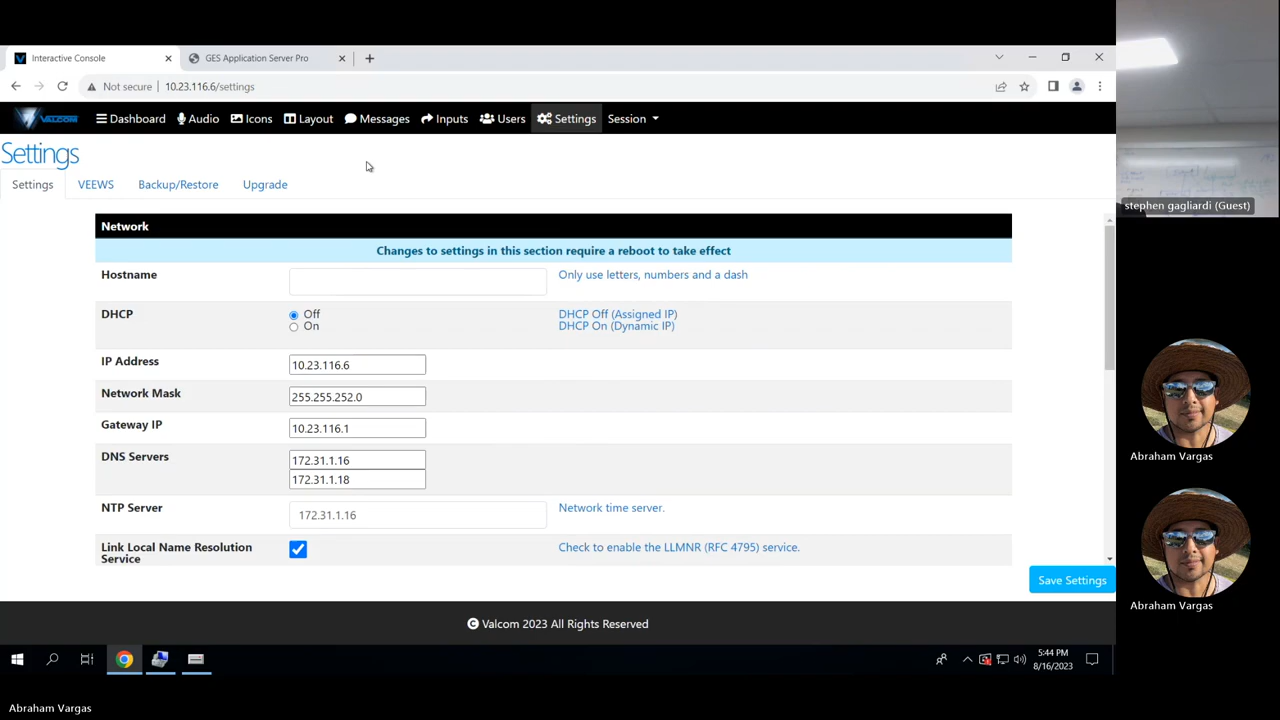 Interactive Console
GES Application Server Pro
Not secure
10.23.116.6/settings
VALCOM
Dashboard
Audio
Icons
Layout
Messages
Inputs
Users
Settings
Session
Settings
Settings
VEEWS
Backup/Restore
Upgrade
Network
Changes to settings in this section require a reboot to take effect
Hostname
Only use letters, numbers and a dash
DHCP
Off
On
DHCP Off (Assigned IP)
DHCP On (Dynamic IP)
IP Address
10.23.116.6
Network Mask
255.255.252.0
Gateway IP
10.23.116.1
DNS Servers
172.31.1.16
172.31.1.18
NTP Server
172.31.1.16
Network time server.
Link Local Name Resolution
Service
Check to enable the LLMNR (RFC 4795) service.
Save Settings
Valcom 2023 All Rights Reserved
5:44 PM
8/16/2023
stephen gagliardi (Guest)
Abraham Vargas
Abraham Vargas
Abraham Vargas